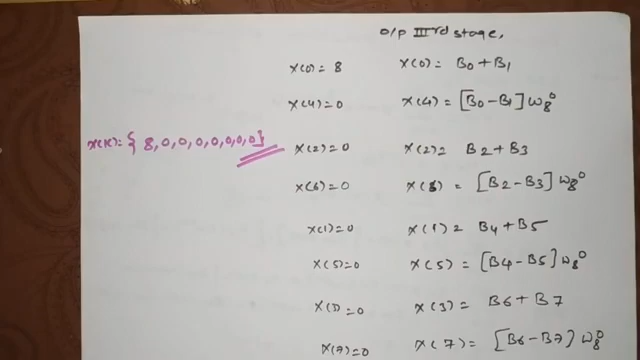 o/p IIIrd stage,
X(0) = 8 X(0) = B0 + B1
X(4) = 0 X(4) = [B0 - B1] W8^0
X(K) = { 8, 0, 0, 0, 0, 0, 0, 0 }
X(2) = 0 X(2) = B2 + B3
X(6) = 0 X(6) = [B2 - B3] W8^0
X(1) = 0 X(1) = B4 + B5
X(5) = 0 X(5) = [B4 - B5] W8^0
X(3) = 0 X(3) = B6 + B7
X(7) = 0 X(7) = [B6 - B7] W8^0